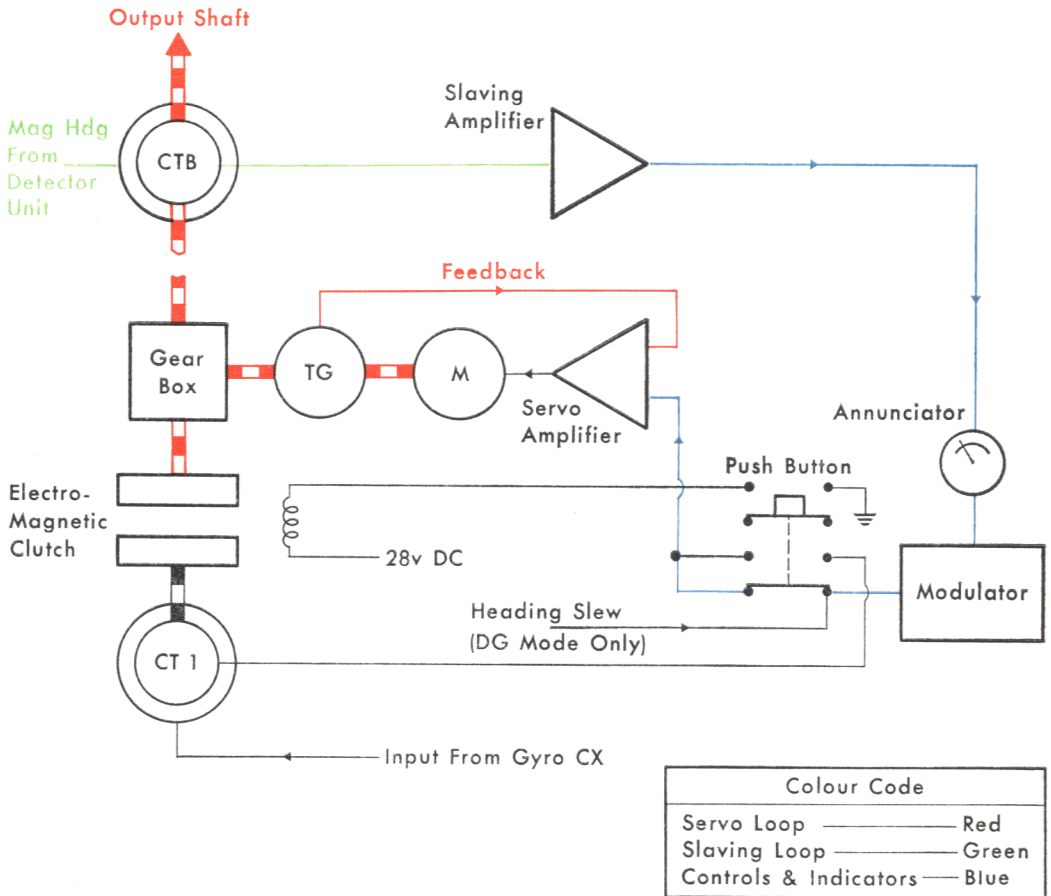 Output Shaft
Slaving
Amplifier
Mag Hdg
From
Detector
Unit
CTB
Feedback
Gear
Box
TG
M
Servo
Amplifier
Annunciator
Push Button
Electro-
Magnetic
Clutch
28v DC
Modulator
Heading Slew
(DG Mode Only)
CT 1
Input From Gyro CX
Colour Code
Servo Loop Red
Slaving Loop Green
Controls & Indicators Blue